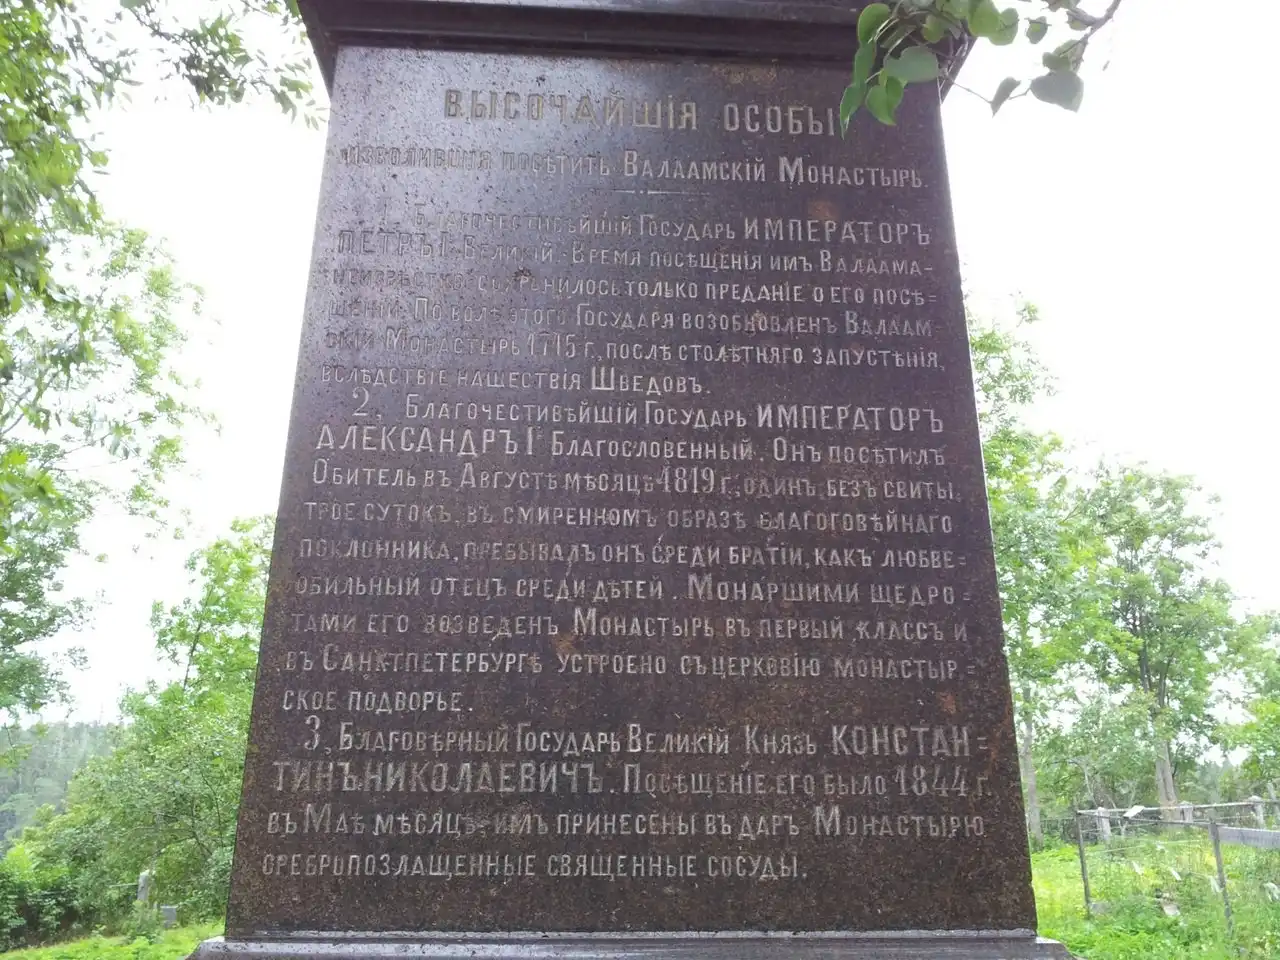 ВЫСОЧАЙШІЯ ОСОБЫ
ИЗВОЛИВШІЯ ПОСѢТИТЬ ВАЛААМСКІЙ МОНАСТЫРЬ.
1, БЛАГОЧЕСТИВѢЙШІЙ ГОСУДАРЬ ИМПЕРАТОРЪ
ПЕТРЪ I ВЕЛИКІЙ. ВРЕМЯ ПОСѢЩЕНІЯ ИМЪ ВАЛААМА-
НЕИЗВѢСТНО: СОХРАНИЛОСЬ ТОЛЬКО ПРЕДАНІЕ О ЕГО ПОСѢ=
ЩЕНІИ. ПО ВОЛѢ ЭТОГО ГОСУДАРЯ ВОЗОБНОВЛЕНЪ ВАЛААМ=
СКІЙ МОНАСТЫРЬ 1715 Г., ПОСЛѢ СТОЛѢТНЯГО ЗАПУСТѢНІЯ,
ВСЛѢДСТВІЕ НАШЕСТВІЯ ШВЕДОВЪ.
2, БЛАГОЧЕСТИВѢЙШІЙ ГОСУДАРЬ ИМПЕРАТОРЪ
АЛЕКСАНДРЪ I БЛАГОСЛОВЕННЫЙ. ОНЪ ПОСѢТИЛЪ
ОБИТЕЛЬ ВЪ АВГУСТѢ МѢСЯЦѢ 1819 Г.; ОДИНЪ, БЕЗЪ СВИТЫ,
ТРОЕ СУТОКЪ, ВЪ СМИРЕННОМЪ ОБРАЗѢ БЛАГОГОВѢЙНАГО
ПОКЛОННИКА, ПРЕБЫВАЛЪ ОНЪ СРЕДИ БРАТІИ, КАКЪ ЛЮБВЕ=
ОБИЛЬНЫЙ ОТЕЦЪ СРЕДИ ДѢТЕЙ. МОНАРШИМИ ЩЕДРО=
ТАМИ ЕГО ВОЗВЕДЕНЪ МОНАСТЫРЬ ВЪ ПЕРВЫЙ КЛАССЪ И
ВЪ САНКТПЕТЕРБУРГѢ УСТРОЕНО СЪ ЦЕРКОВІЮ МОНАСТЫР=
СКОЕ ПОДВОРЬЕ.
3, БЛАГОВѢРНЫЙ ГОСУДАРЬ ВЕЛИКІЙ КНЯЗЬ КОНСТАН=
ТИНЪ НИКОЛАЕВИЧЪ. ПОСѢЩЕНІЕ ЕГО БЫЛО 1844 Г.
ВЪ МАѢ МѢСЯЦѢ-ИМЪ ПРИНЕСЕНЫ ВЪ ДАРЪ МОНАСТЫРЮ
СРЕБРОПОЗЛАЩЕННЫЕ СВЯЩЕННЫЕ СОСУДЫ.